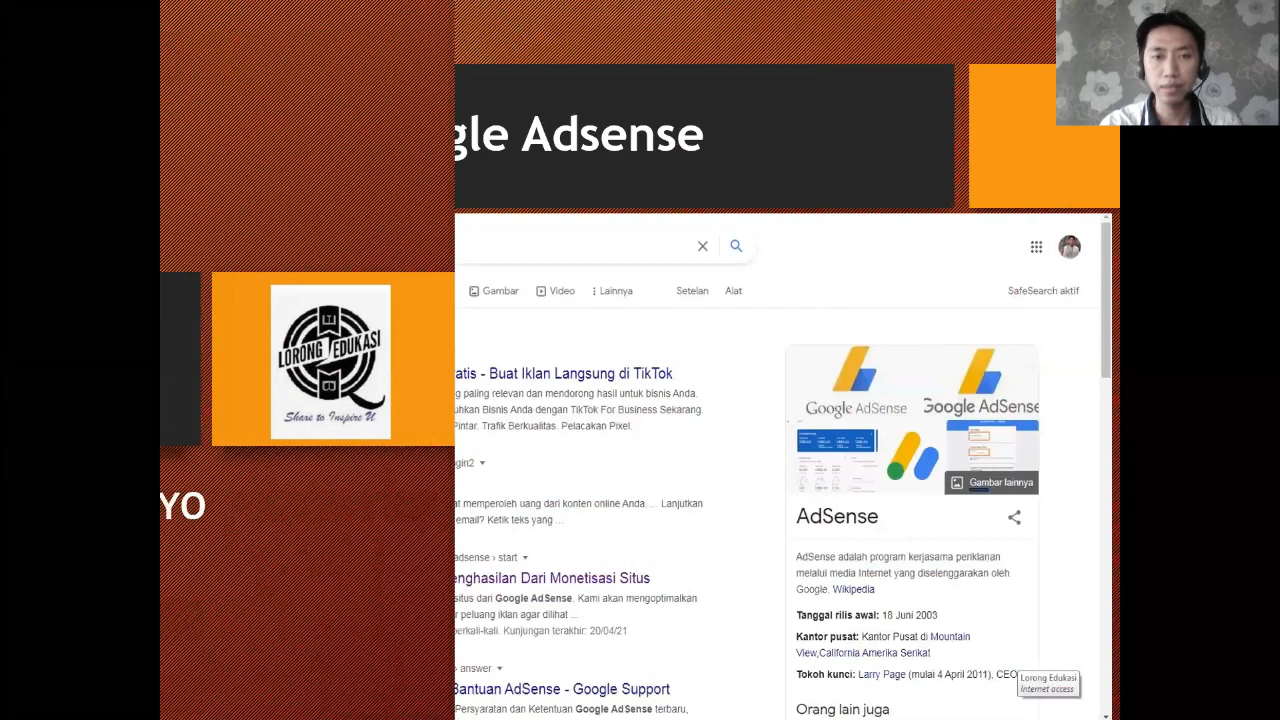 gle Adsense
LORONG EDUKASI
Share to Inspire U
YO
Gambar
Video
Lainnya
Setelan
Alat
SafeSearch aktif
atis - Buat Iklan Langsung di TikTok
g paling relevan dan mendorong hasil untuk bisnis Anda.
uhkan Bisnis Anda dengan TikTok For Business Sekarang.
Pintar. Trafik Berkualitas. Pelacakan Pixel.
gin2
at memperoleh uang dari konten online Anda. ... Lanjutkan
email? Ketik teks yang ...
adsense › start
enghasilan Dari Monetisasi Situs
situs dari Google AdSense. Kami akan mengoptimalkan
r peluang iklan agar dilihat ...
berkali-kali. Kunjungan terakhir: 20/04/21
› answer
Bantuan AdSense - Google Support
Persyaratan dan Ketentuan Google AdSense terbaru,
Google AdSense
Google AdSense
Gambar lainnya
AdSense
AdSense adalah program kerjasama periklanan
melalui media Internet yang diselenggarakan oleh
Google. Wikipedia
Tanggal rilis awal: 18 Juni 2003
Kantor pusat: Kantor Pusat di Mountain
View,California Amerika Serikat
Tokoh kunci: Larry Page (mulai 4 April 2011), CEO
Lorong Edukasi
Internet access
Orang lain juga